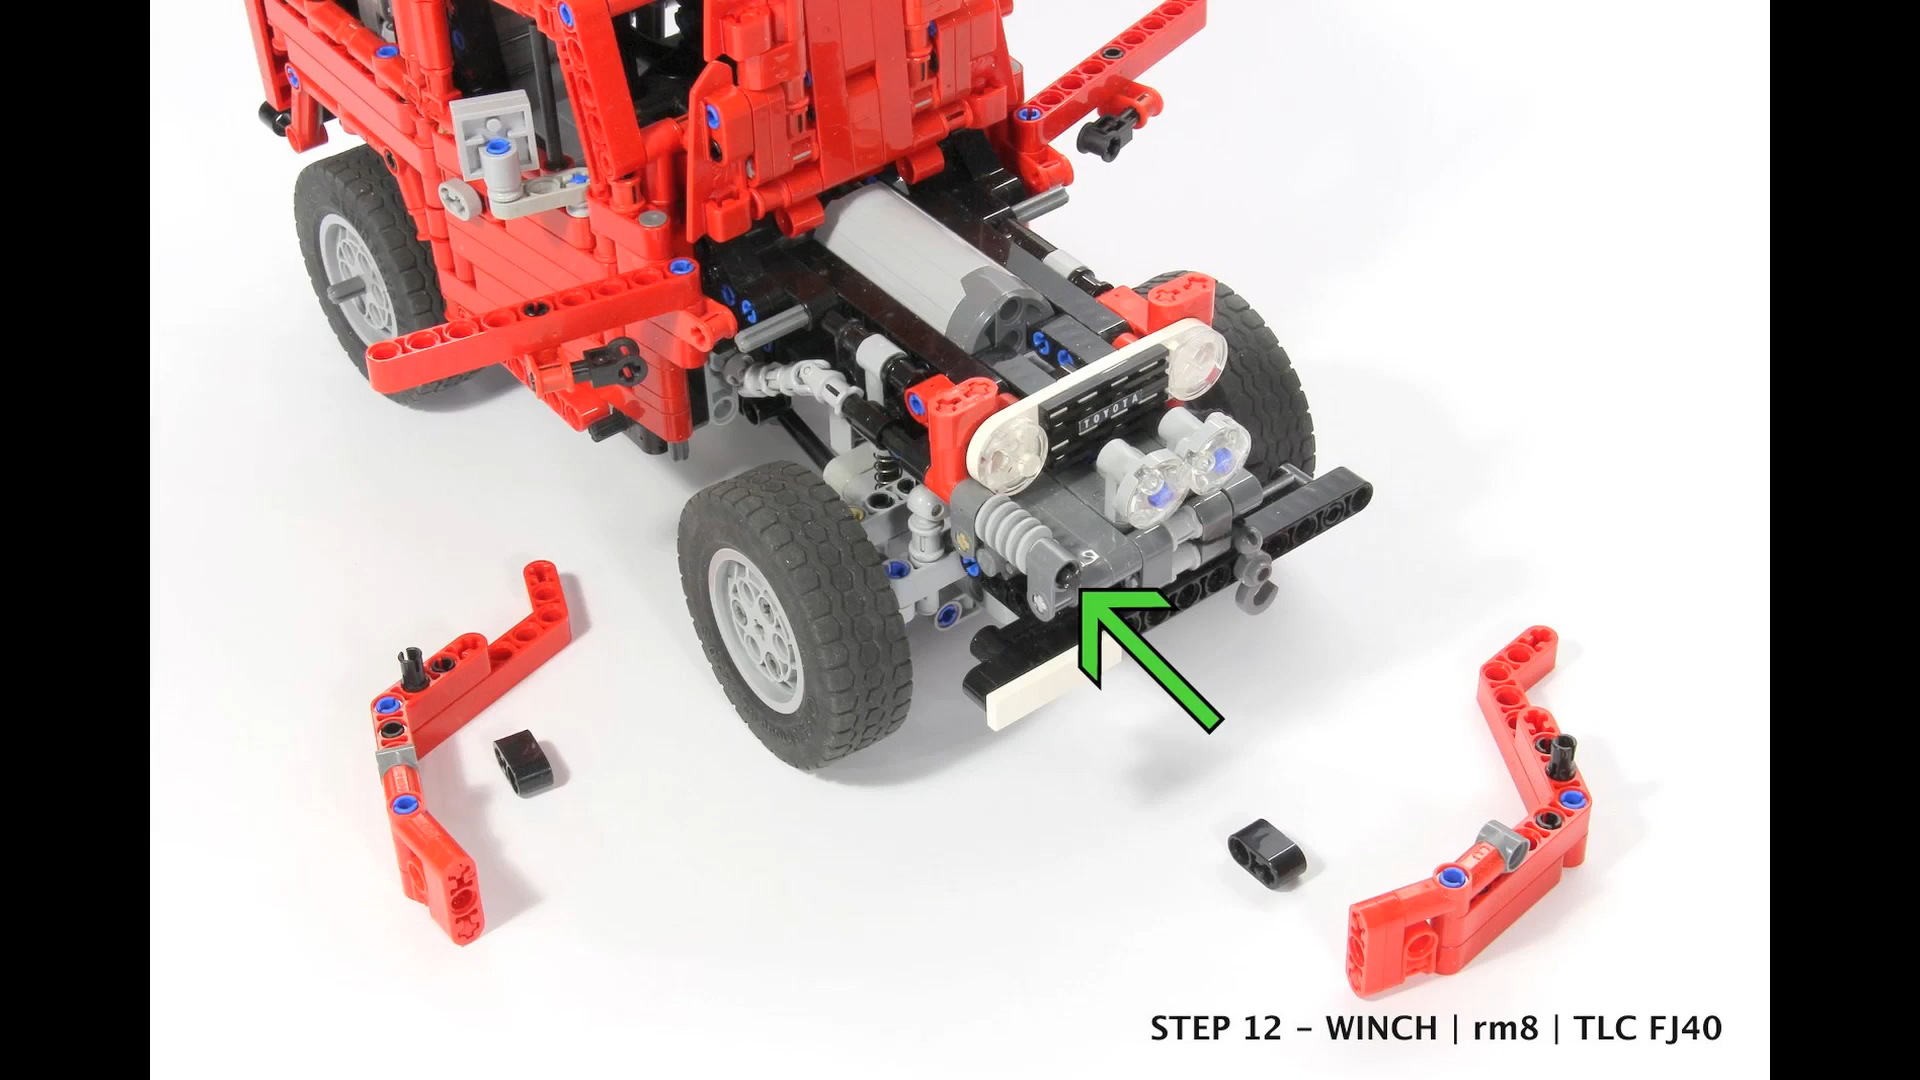 TOYOTA
STEP 12 – WINCH | rm8 | TLC FJ40